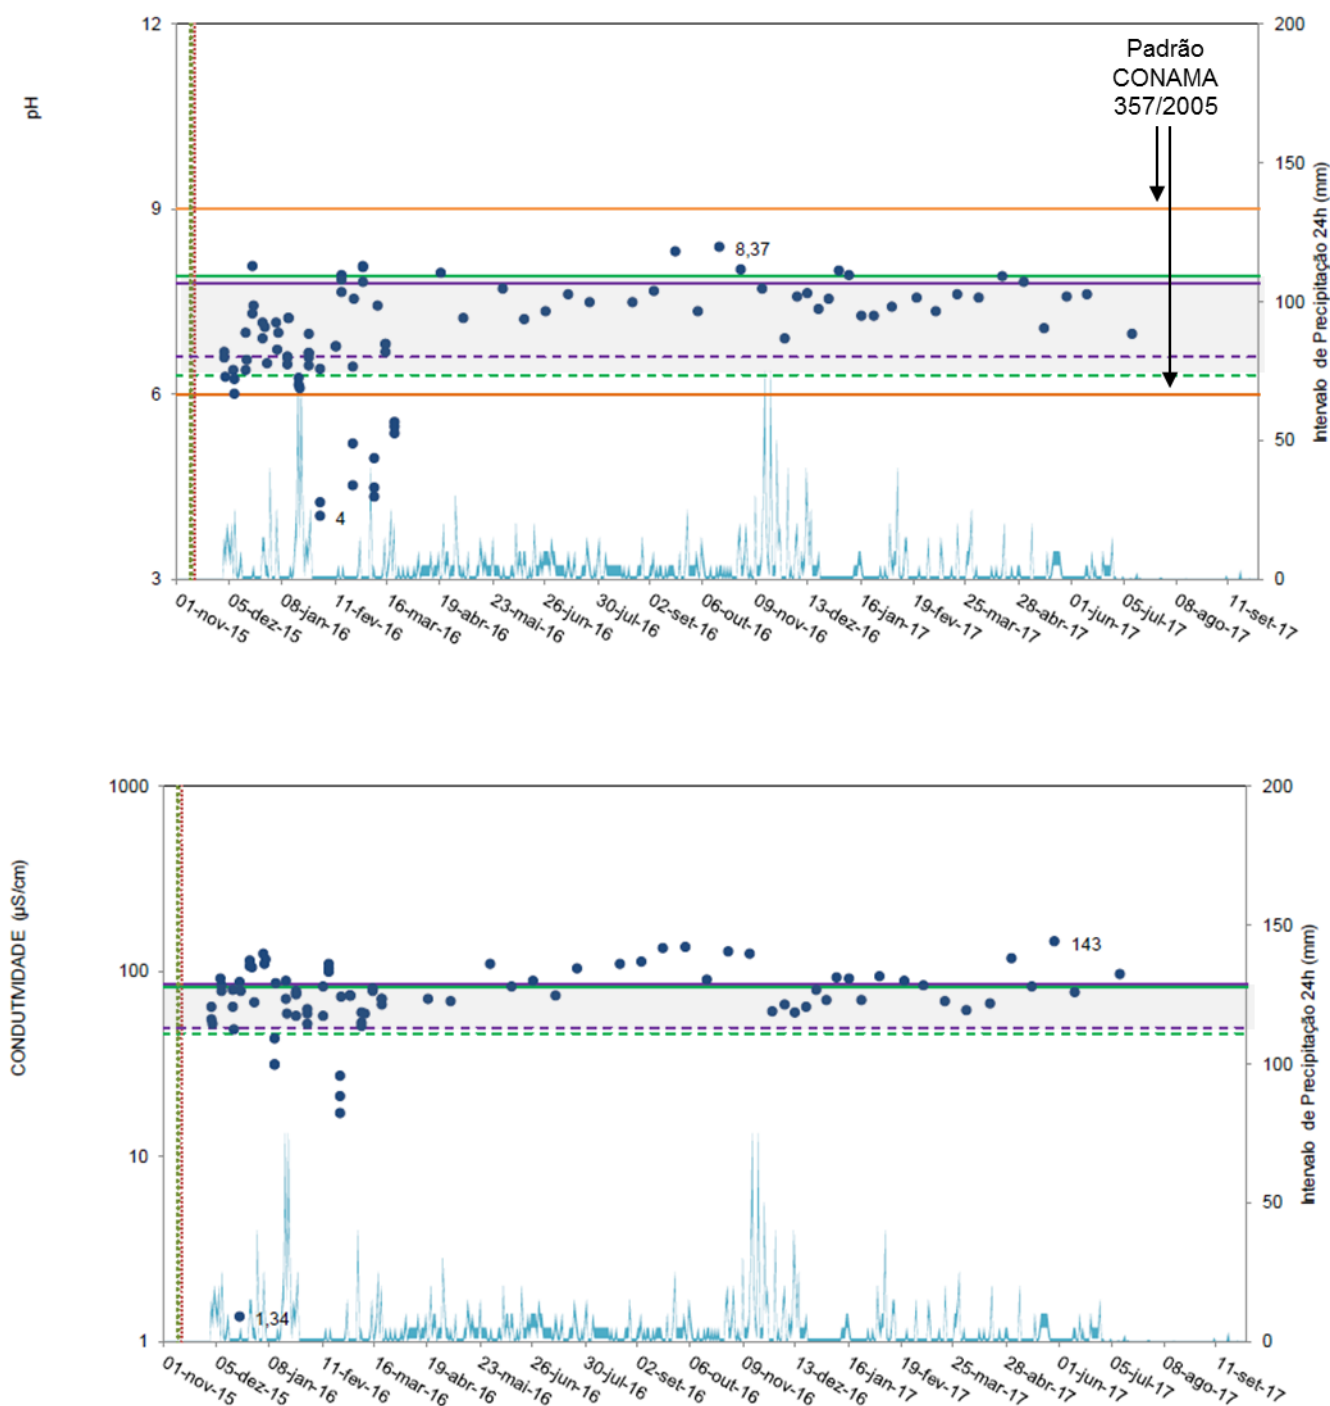 Padrão
CONAMA
357/2005
pH
12
9
6
3
8,37
4
200
150
100
50
0
Intervalo de Precipitação 24h (mm)
01-nov-15
05-dez-15
08-jan-16
11-fev-16
16-mar-16
19-abr-16
23-mai-16
26-jun-16
30-jul-16
02-set-16
06-out-16
09-nov-16
13-dez-16
16-jan-17
19-fev-17
25-mar-17
28-abr-17
01-jun-17
05-jul-17
08-ago-17
11-set-17
CONDUTIVIDADE (µS/cm)
1000
100
10
1
143
1,34
200
150
100
50
0
Intervalo de Precipitação 24h (mm)
01-nov-15
05-dez-15
08-jan-16
11-fev-16
16-mar-16
19-abr-16
23-mai-16
26-jun-16
30-jul-16
02-set-16
06-out-16
09-nov-16
13-dez-16
16-jan-17
19-fev-17
25-mar-17
28-abr-17
01-jun-17
05-jul-17
08-ago-17
11-set-17